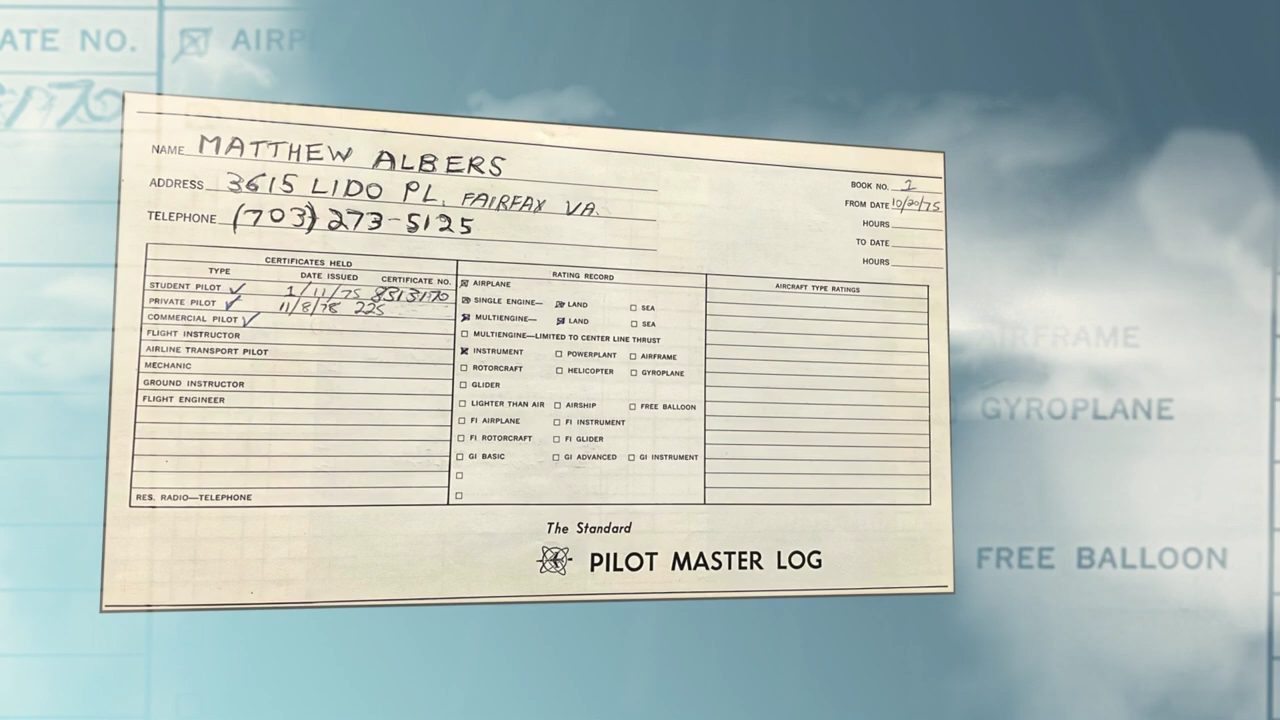 ATE NO. AIRP
NAME MATTHEW ALBERS
ADDRESS 3615 LIDO PL, FAIRFAX VA.
TELEPHONE (703) 273-5125
BOOK NO. 1
FROM DATE 10/20/75
HOURS
TO DATE
HOURS
CERTIFICATES HELD
TYPE DATE ISSUED CERTIFICATE NO.
STUDENT PILOT ✓ 1/11/75 8513170
PRIVATE PILOT ✓ 11/8/78 225
COMMERCIAL PILOT ✓
FLIGHT INSTRUCTOR
AIRLINE TRANSPORT PILOT
MECHANIC
GROUND INSTRUCTOR
FLIGHT ENGINEER
RES. RADIO—TELEPHONE
RATING RECORD
AIRPLANE
SINGLE ENGINE— LAND SEA
MULTIENGINE— LAND SEA
MULTIENGINE—LIMITED TO CENTER LINE THRUST
INSTRUMENT POWERPLANT AIRFRAME
ROTORCRAFT HELICOPTER GYROPLANE
GLIDER
LIGHTER THAN AIR AIRSHIP FREE BALLOON
FI AIRPLANE FI INSTRUMENT
FI ROTORCRAFT FI GLIDER
GI BASIC GI ADVANCED GI INSTRUMENT
AIRCRAFT TYPE RATINGS
The Standard
PILOT MASTER LOG
AIRFRAME
GYROPLANE
FREE BALLOON